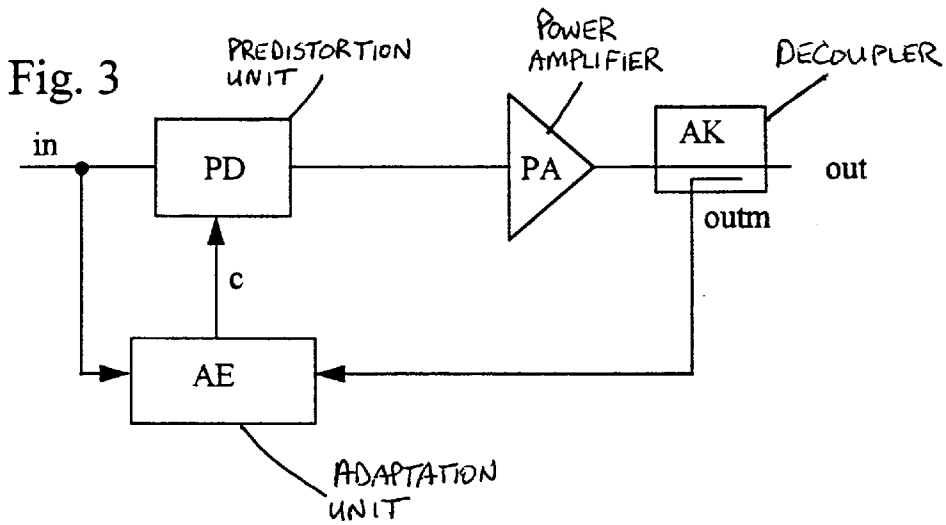 Fig. 3
PREDISTORTION
UNIT
POWER
AMPLIFIER
DECOUPLER
in
PD
PA
AK
out
outm
c
AE
ADAPTATION
UNIT